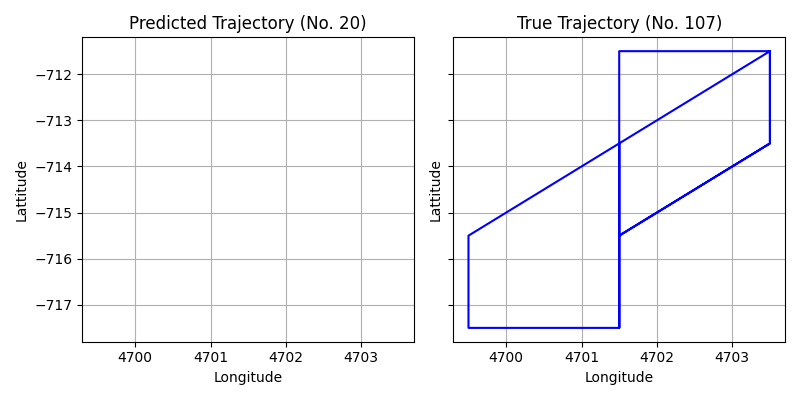 Predicted Trajectory (No. 20)
True Trajectory (No. 107)
−712
−713
−714
−715
−716
−717
Lattitude
Lattitude
4700 4701 4702 4703
4700 4701 4702 4703
Longitude
Longitude